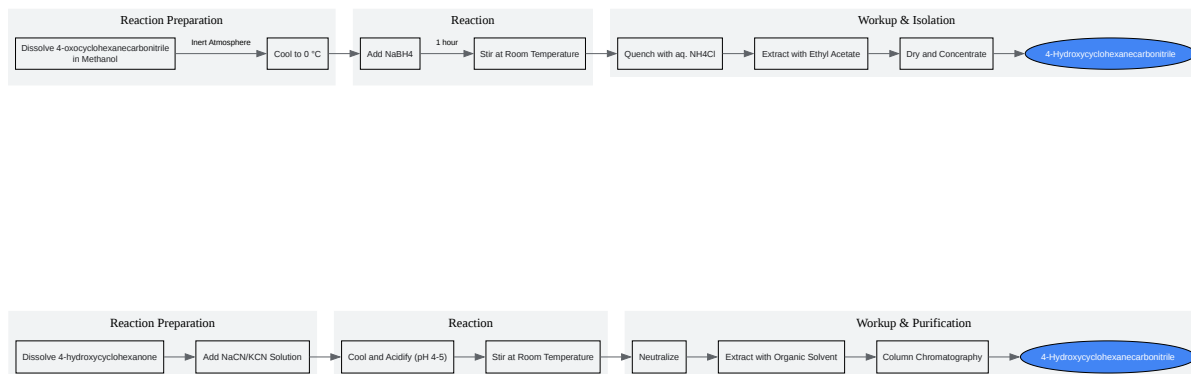 Reaction Preparation
Dissolve 4-oxocyclohexanecarbonitrile
in Methanol
Inert Atmosphere
Cool to 0 °C
Reaction
Add NaBH4
1 hour
Stir at Room Temperature
Workup & Isolation
Quench with aq. NH4Cl
Extract with Ethyl Acetate
Dry and Concentrate
4-Hydroxycyclohexanecarbonitrile
Reaction Preparation
Dissolve 4-hydroxycyclohexanone
Add NaCN/KCN Solution
Reaction
Cool and Acidify (pH 4-5)
Stir at Room Temperature
Workup & Purification
Neutralize
Extract with Organic Solvent
Column Chromatography
4-Hydroxycyclohexanecarbonitrile